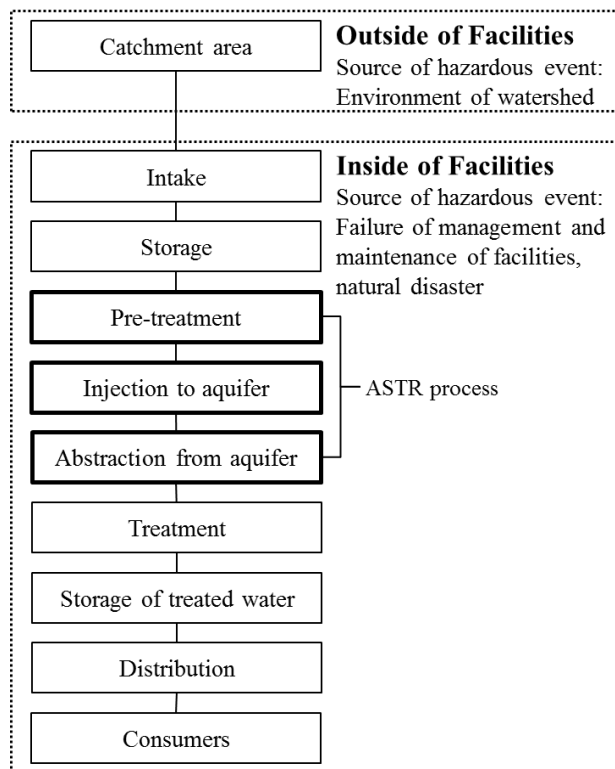 Catchment area
Outside of Facilities
Source of hazardous event:
Environment of watershed
Intake
Inside of Facilities
Source of hazardous event:
Failure of management and
maintenance of facilities,
natural disaster
Storage
Pre-treatment
Injection to aquifer
ASTR process
Abstraction from aquifer
Treatment
Storage of treated water
Distribution
Consumers